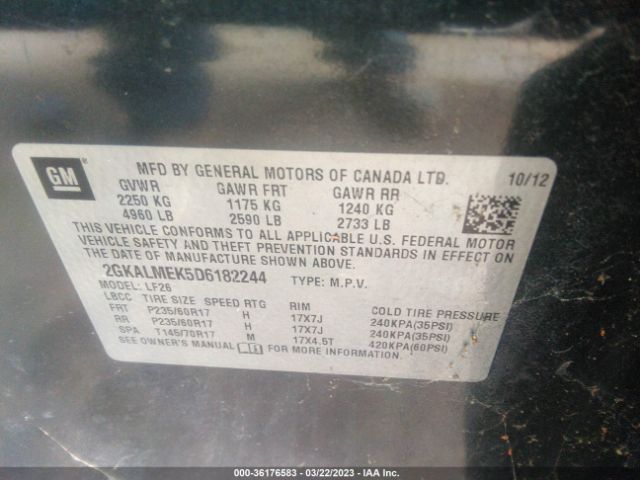 GM ®
MFD BY GENERAL MOTORS OF CANADA LTD. 10/12
GVWR GAWR FRT GAWR RR
2250 KG 1175 KG 1240 KG
4960 LB 2590 LB 2733 LB
THIS VEHICLE CONFORMS TO ALL APPLICABLE U.S. FEDERAL MOTOR
VEHICLE SAFETY AND THEFT PREVENTION STANDARDS IN EFFECT ON
THE DATE OF MANUFACTURE SHOWN ABOVE.
2GKALMEK5D6182244 TYPE: M.P.V.
MODEL: LF26
LBCC TIRE SIZE SPEED RTG RIM COLD TIRE PRESSURE
FRT P235/60R17 H 17X7J 240KPA(35PSI)
RR P235/60R17 H 17X7J 240KPA(35PSI)
SPA T145/70R17 M 17X4.5T 420KPA(60PSI)
SEE OWNER'S MANUAL FOR MORE INFORMATION.
000-36176583 - 03/22/2023 - IAA Inc.